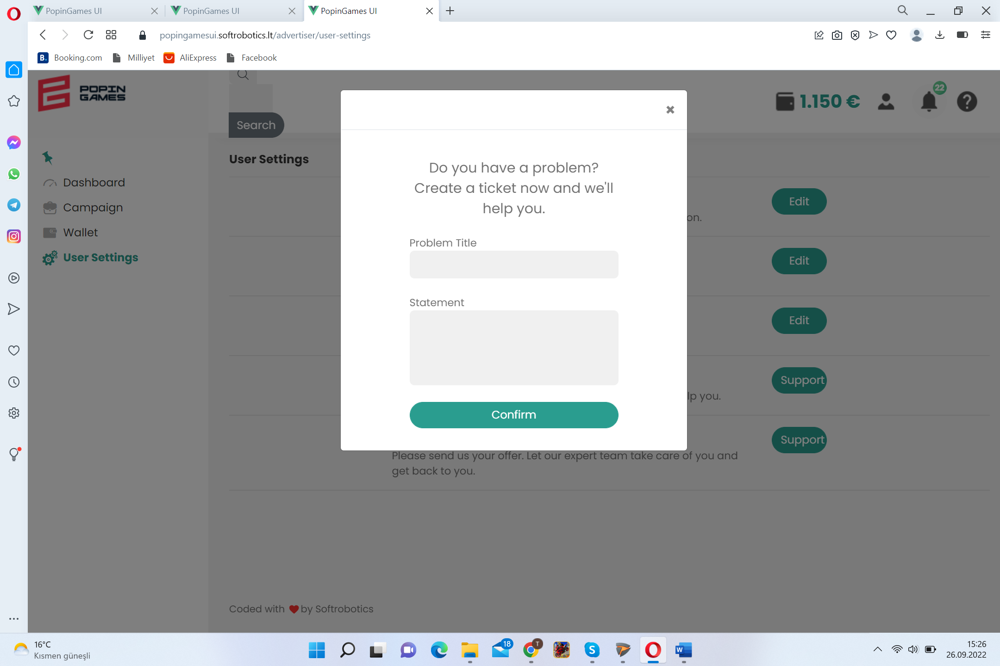 PopinGames UI
PopinGames UI
PopinGames UI
popingamesui.softrobotics.lt/advertiser/user-settings
B. Booking.com
Milliyet
AliExpress
Facebook
POPIN
GAMES
Search
1.150 €
22
Dashboard
Campaign
Wallet
User Settings
User Settings
Edit
on.
Edit
Edit
Support
lp you.
Support
Please send us your offer. Let our expert team take care of you and
get back to you.
Do you have a problem?
Create a ticket now and we'll
help you.
Problem Title
Statement
Confirm
Coded with ❤ by Softrobotics
16°C
Kısmen güneşli
18
T
S
W
15:26
26.09.2022